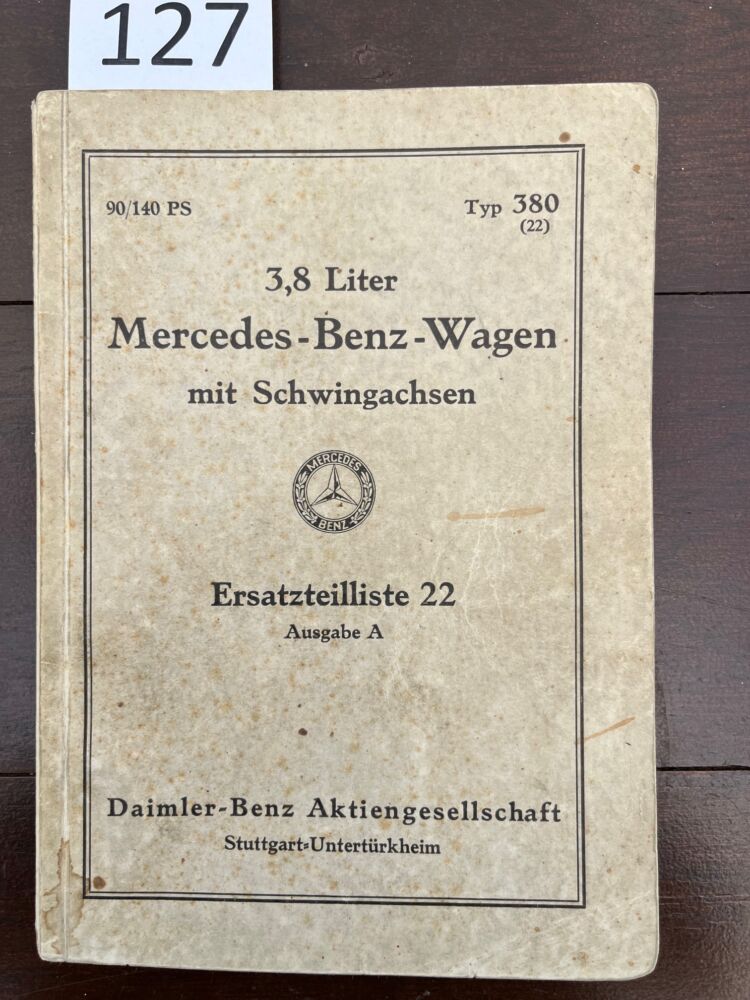 127
90/140 PS
Typ 380
(22)
3,8 Liter
Mercedes-Benz-Wagen
mit Schwingachsen
MERCEDES
BENZ
Ersatzteilliste 22
Ausgabe A
Daimler-Benz Aktiengesellschaft
Stuttgart-Untertürkheim